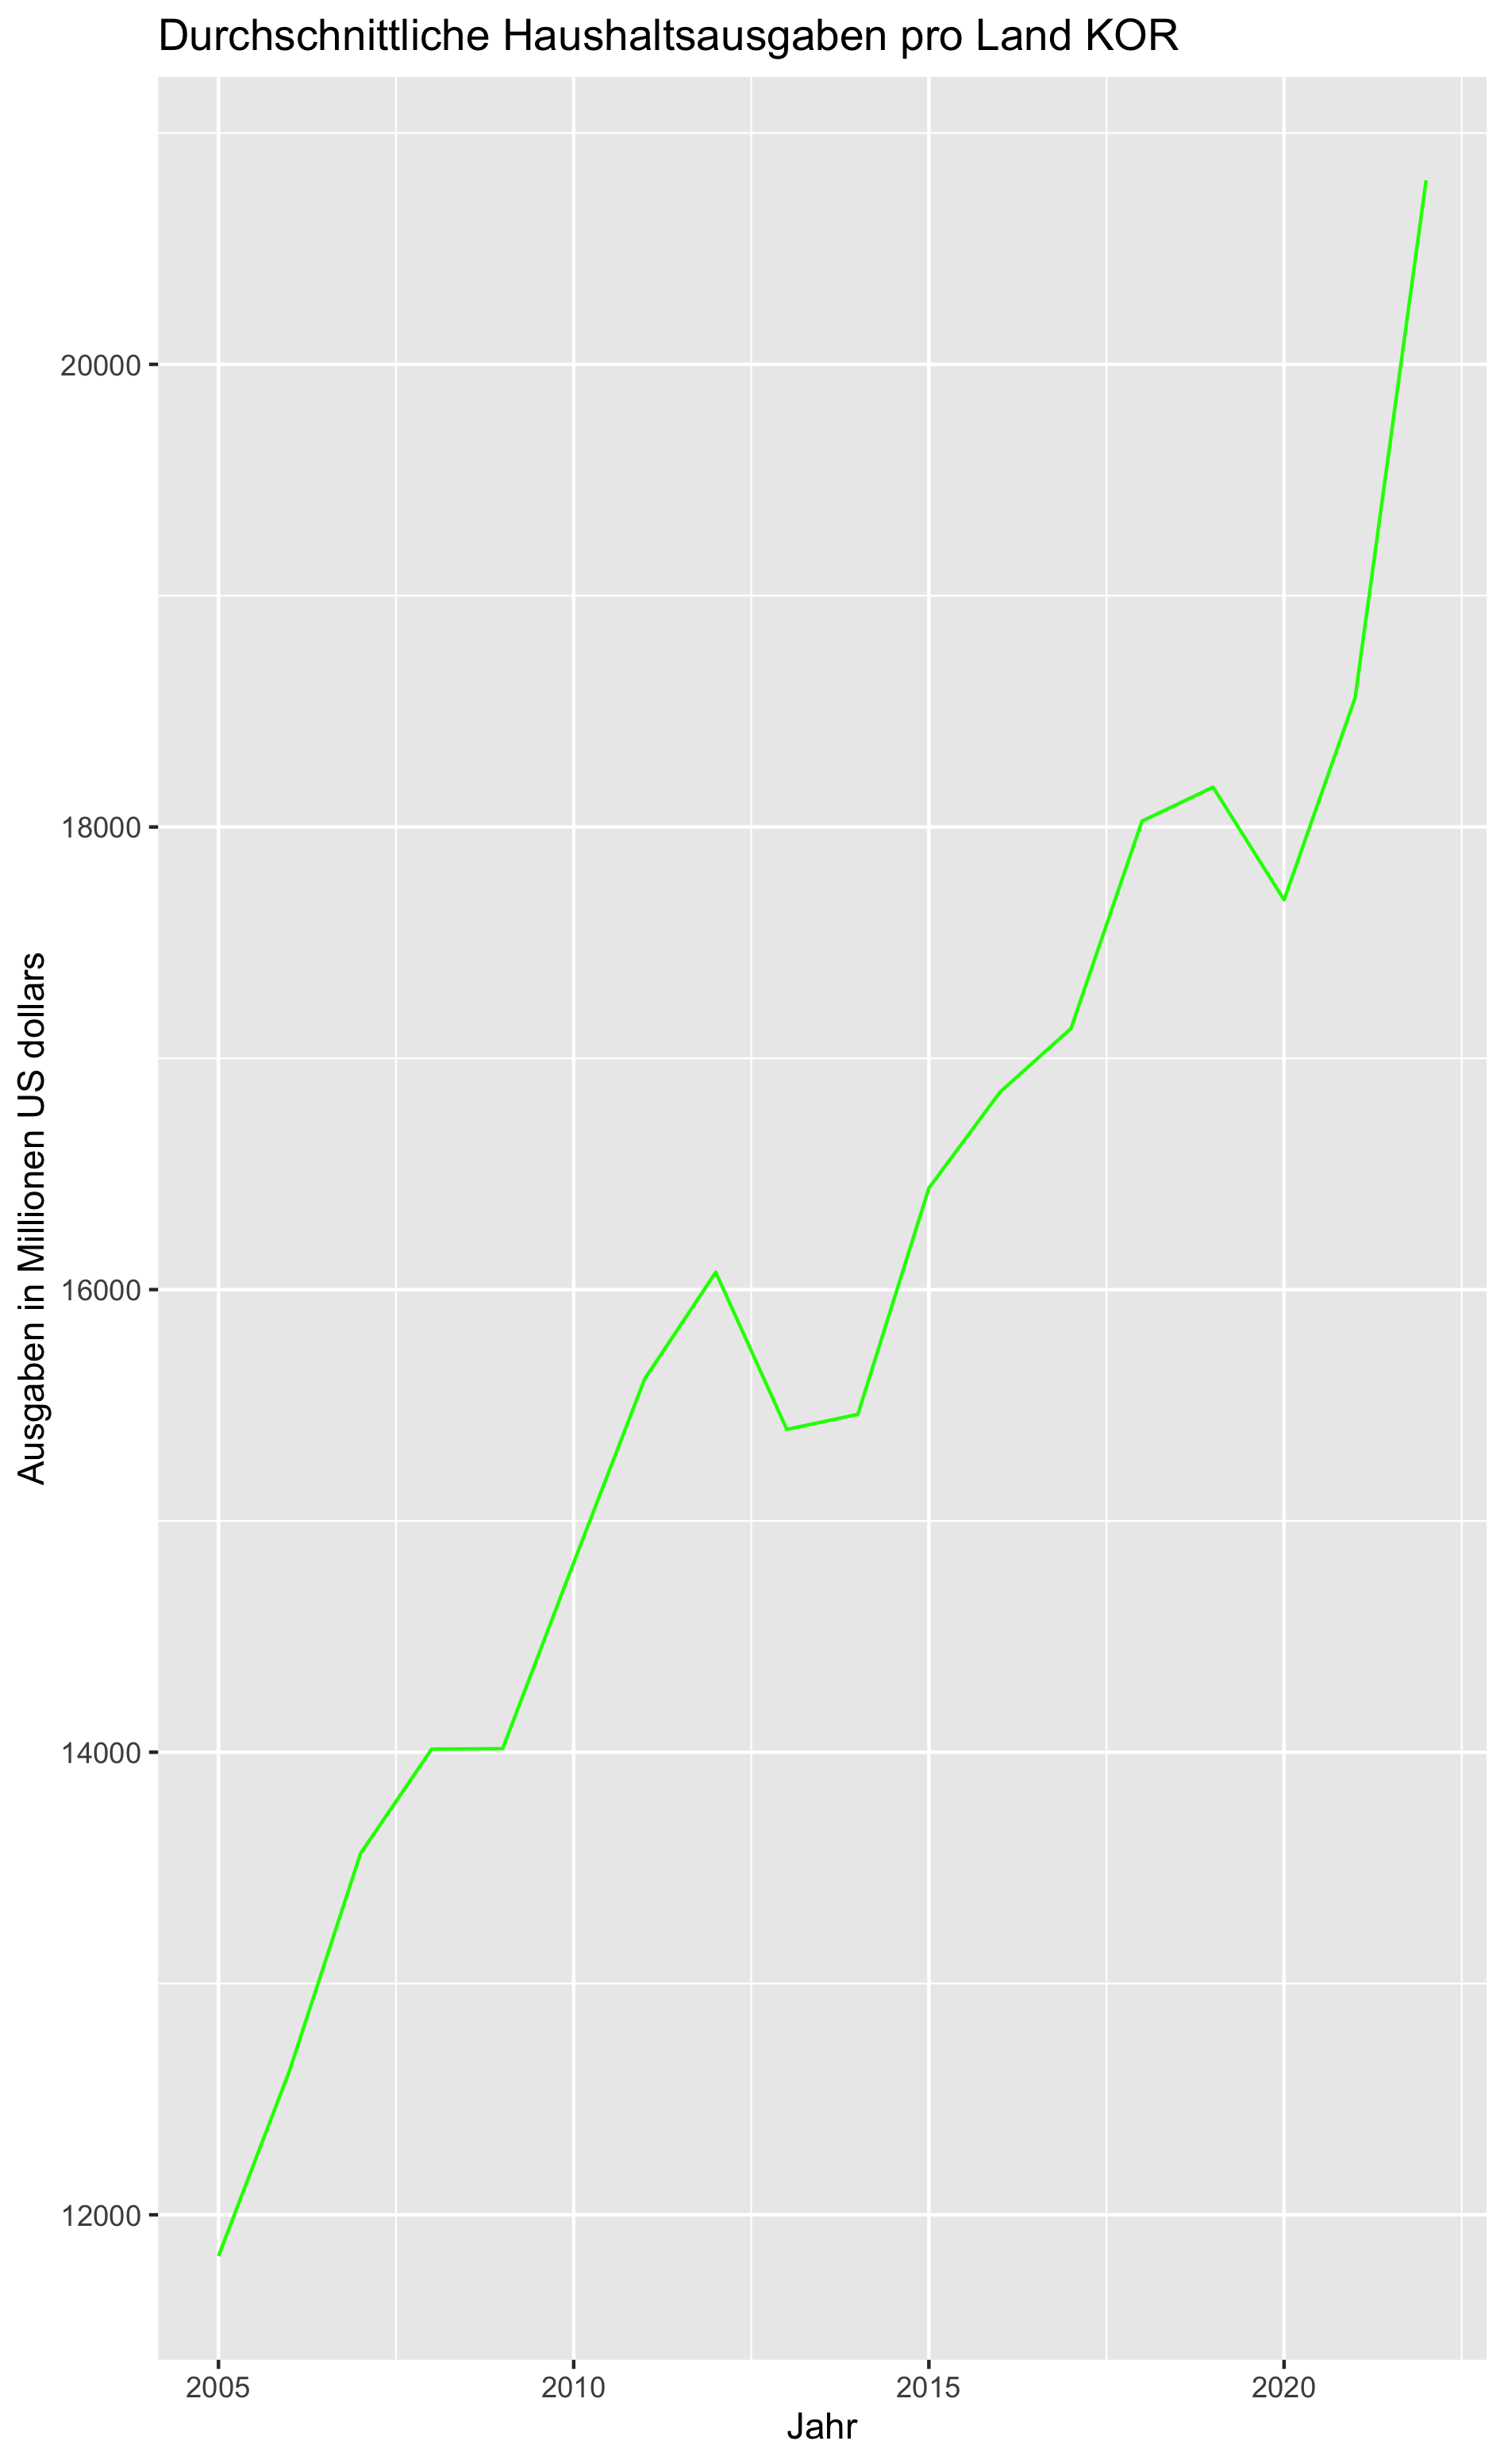 Durchschnittliche Haushaltsausgaben pro Land KOR
Ausgaben in Millionen US dollars
20000
18000
16000
14000
12000
2005 2010 2015 2020
Jahr